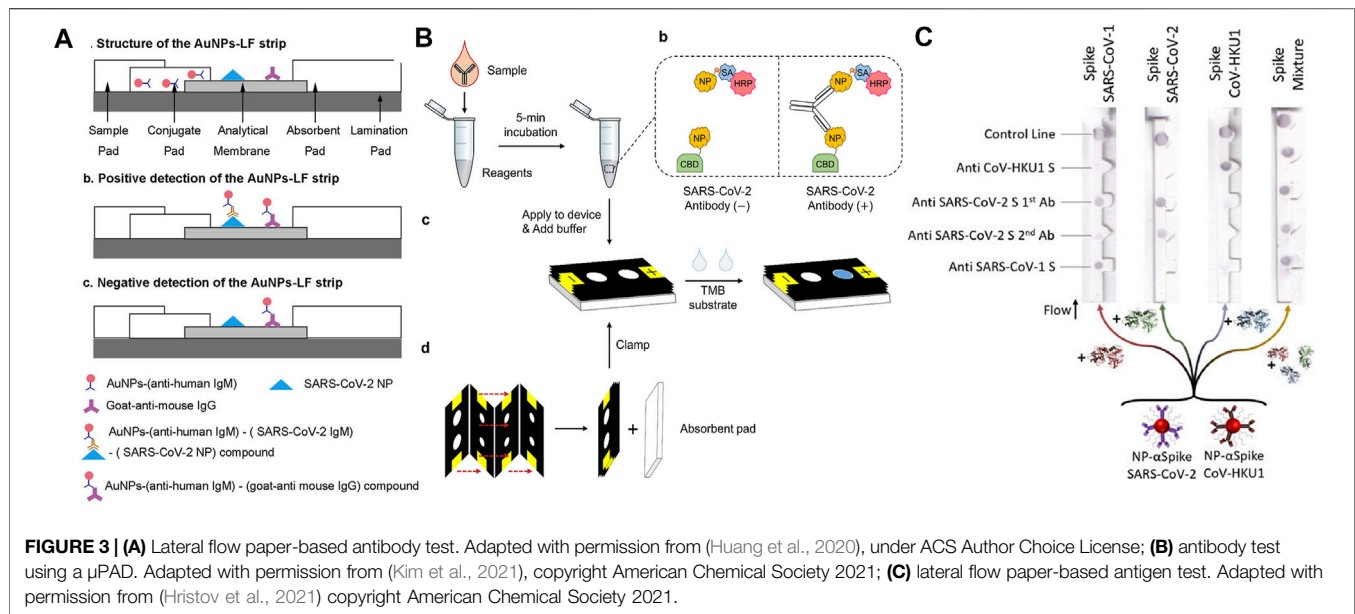 A
. Structure of the AuNPs-LF strip
Sample Pad
Conjugate Pad
Analytical Membrane
Absorbent Pad
Lamination Pad
b. Positive detection of the AuNPs-LF strip
c. Negative detection of the AuNPs-LF strip
AuNPs-(anti-human IgM)
SARS-CoV-2 NP
Goat-anti-mouse IgG
AuNPs-(anti-human IgM) - ( SARS-CoV-2 IgM)
- ( SARS-CoV-2 NP) compound
AuNPs-(anti-human IgM) - (goat-anti mouse IgG) compound
B
Sample
5-min
incubation
Reagents
b
NP
SA
HRP
NP
CBD
SARS-CoV-2
Antibody (−)
NP
SA
HRP
NP
CBD
SARS-CoV-2
Antibody (+)
c
Apply to device
& Add buffer
−
+
TMB
substrate
−
+
Clamp
d
+
Absorbent pad
C
Spike
SARS-CoV-1
Spike
SARS-CoV-2
Spike
CoV-HKU1
Spike
Mixture
Control Line
Anti CoV-HKU1 S
Anti SARS-CoV-2 S 1st Ab
Anti SARS-CoV-2 S 2nd Ab
Anti SARS-CoV-1 S
Flow
+
+
+
+
NP-αSpike
SARS-CoV-2
NP-αSpike
CoV-HKU1
FIGURE 3 | (A) Lateral flow paper-based antibody test. Adapted with permission from (Huang et al., 2020), under ACS Author Choice License; (B) antibody test
using a μPAD. Adapted with permission from (Kim et al., 2021), copyright American Chemical Society 2021; (C) lateral flow paper-based antigen test. Adapted with
permission from (Hristov et al., 2021) copyright American Chemical Society 2021.